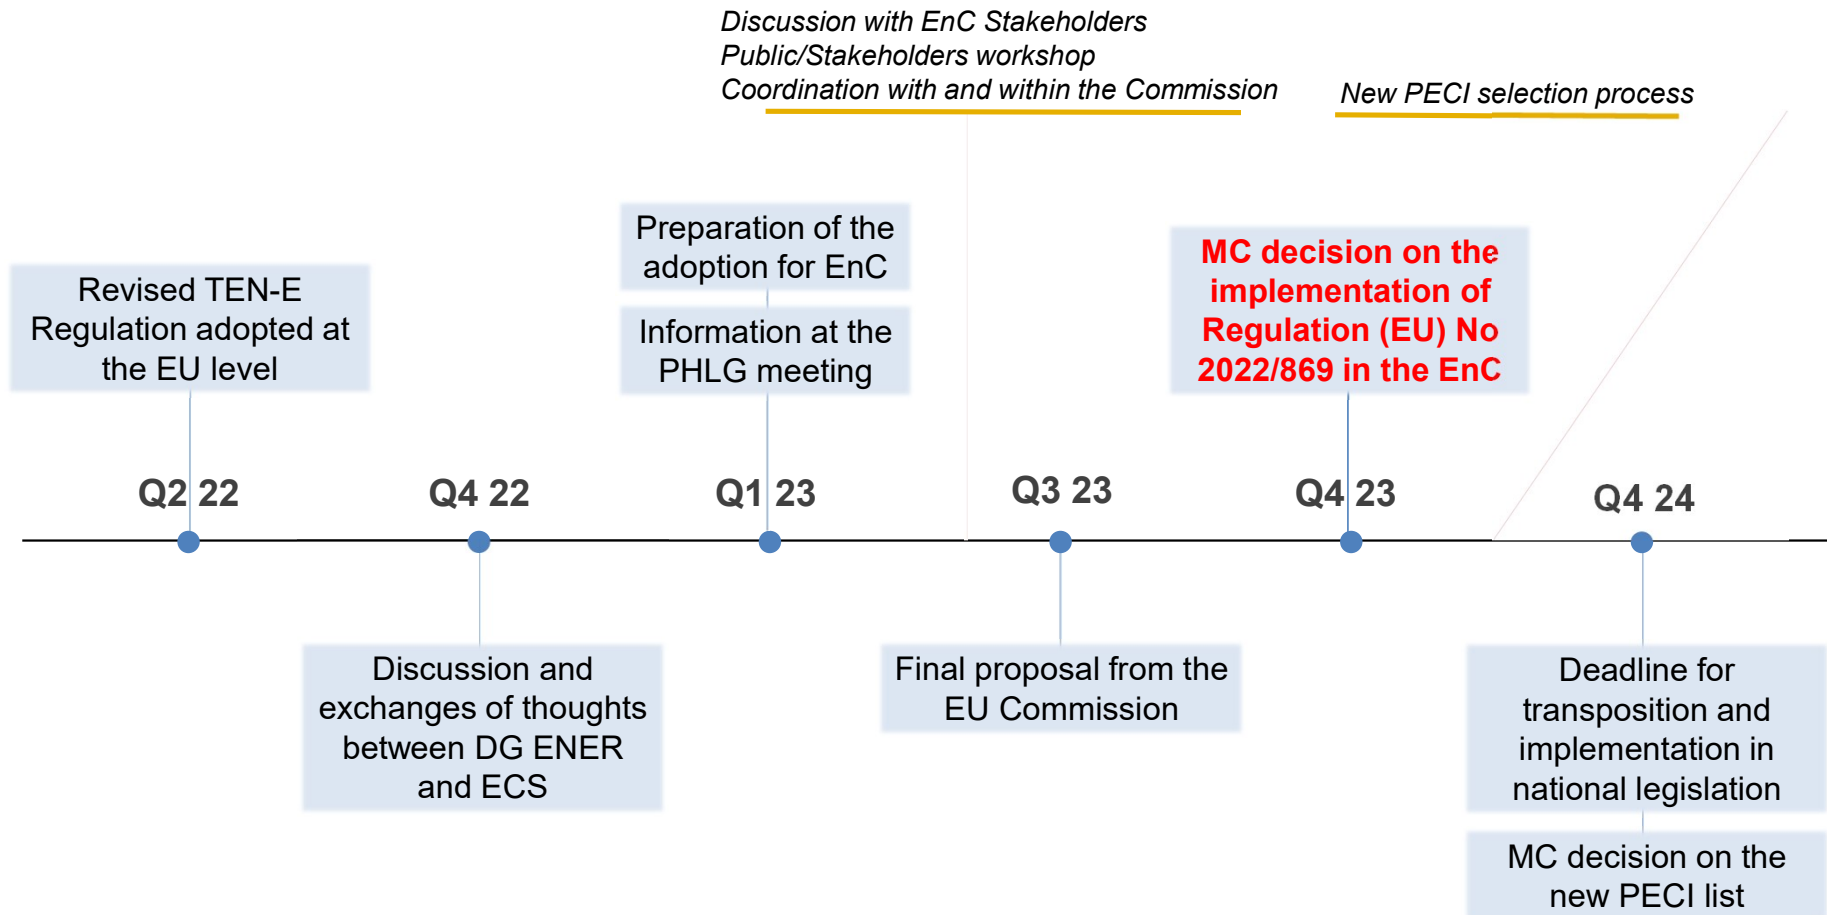 Discussion with EnC Stakeholders
Public/Stakeholders workshop
Coordination with and within the Commission
New PECI selection process
Preparation of the
adoption for EnC
Information at the
PHLG meeting
MC decision on the
implementation of
Regulation (EU) No
2022/869 in the EnC
Revised TEN-E
Regulation adopted at
the EU level
Q2 22
Q4 22
Q1 23
Q3 23
Q4 23
Q4 24
Discussion and
exchanges of thoughts
between DG ENER
and ECS
Final proposal from the
EU Commission
Deadline for
transposition and
implementation in
national legislation
MC decision on the
new PECI list